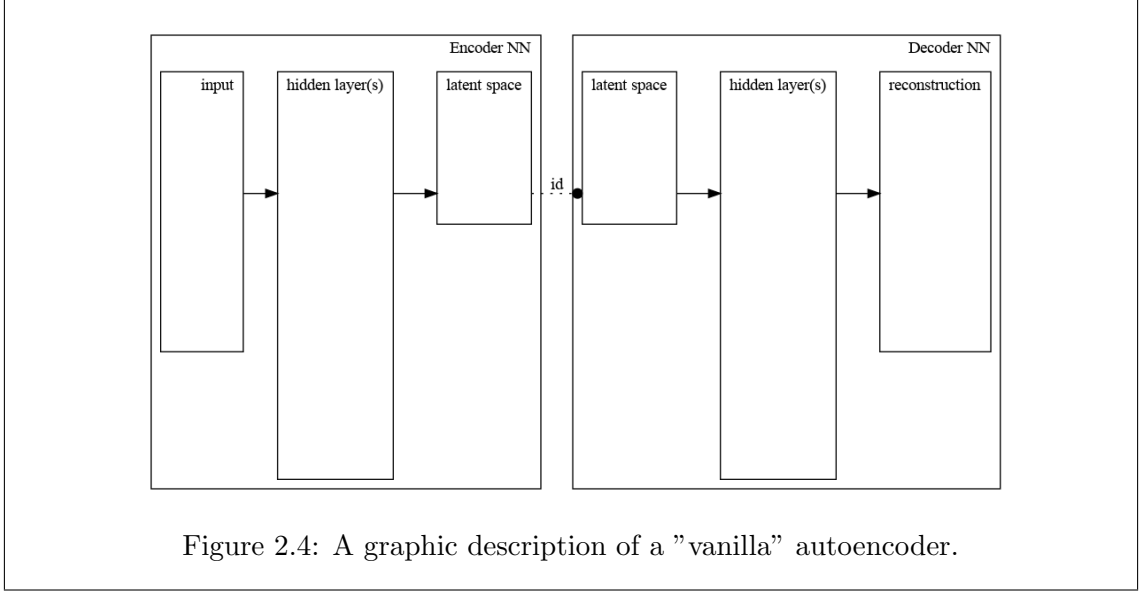 Encoder NN
Decoder NN
input
hidden layer(s)
latent space
latent space
hidden layer(s)
reconstruction
id
Figure 2.4: A graphic description of a ”vanilla” autoencoder.